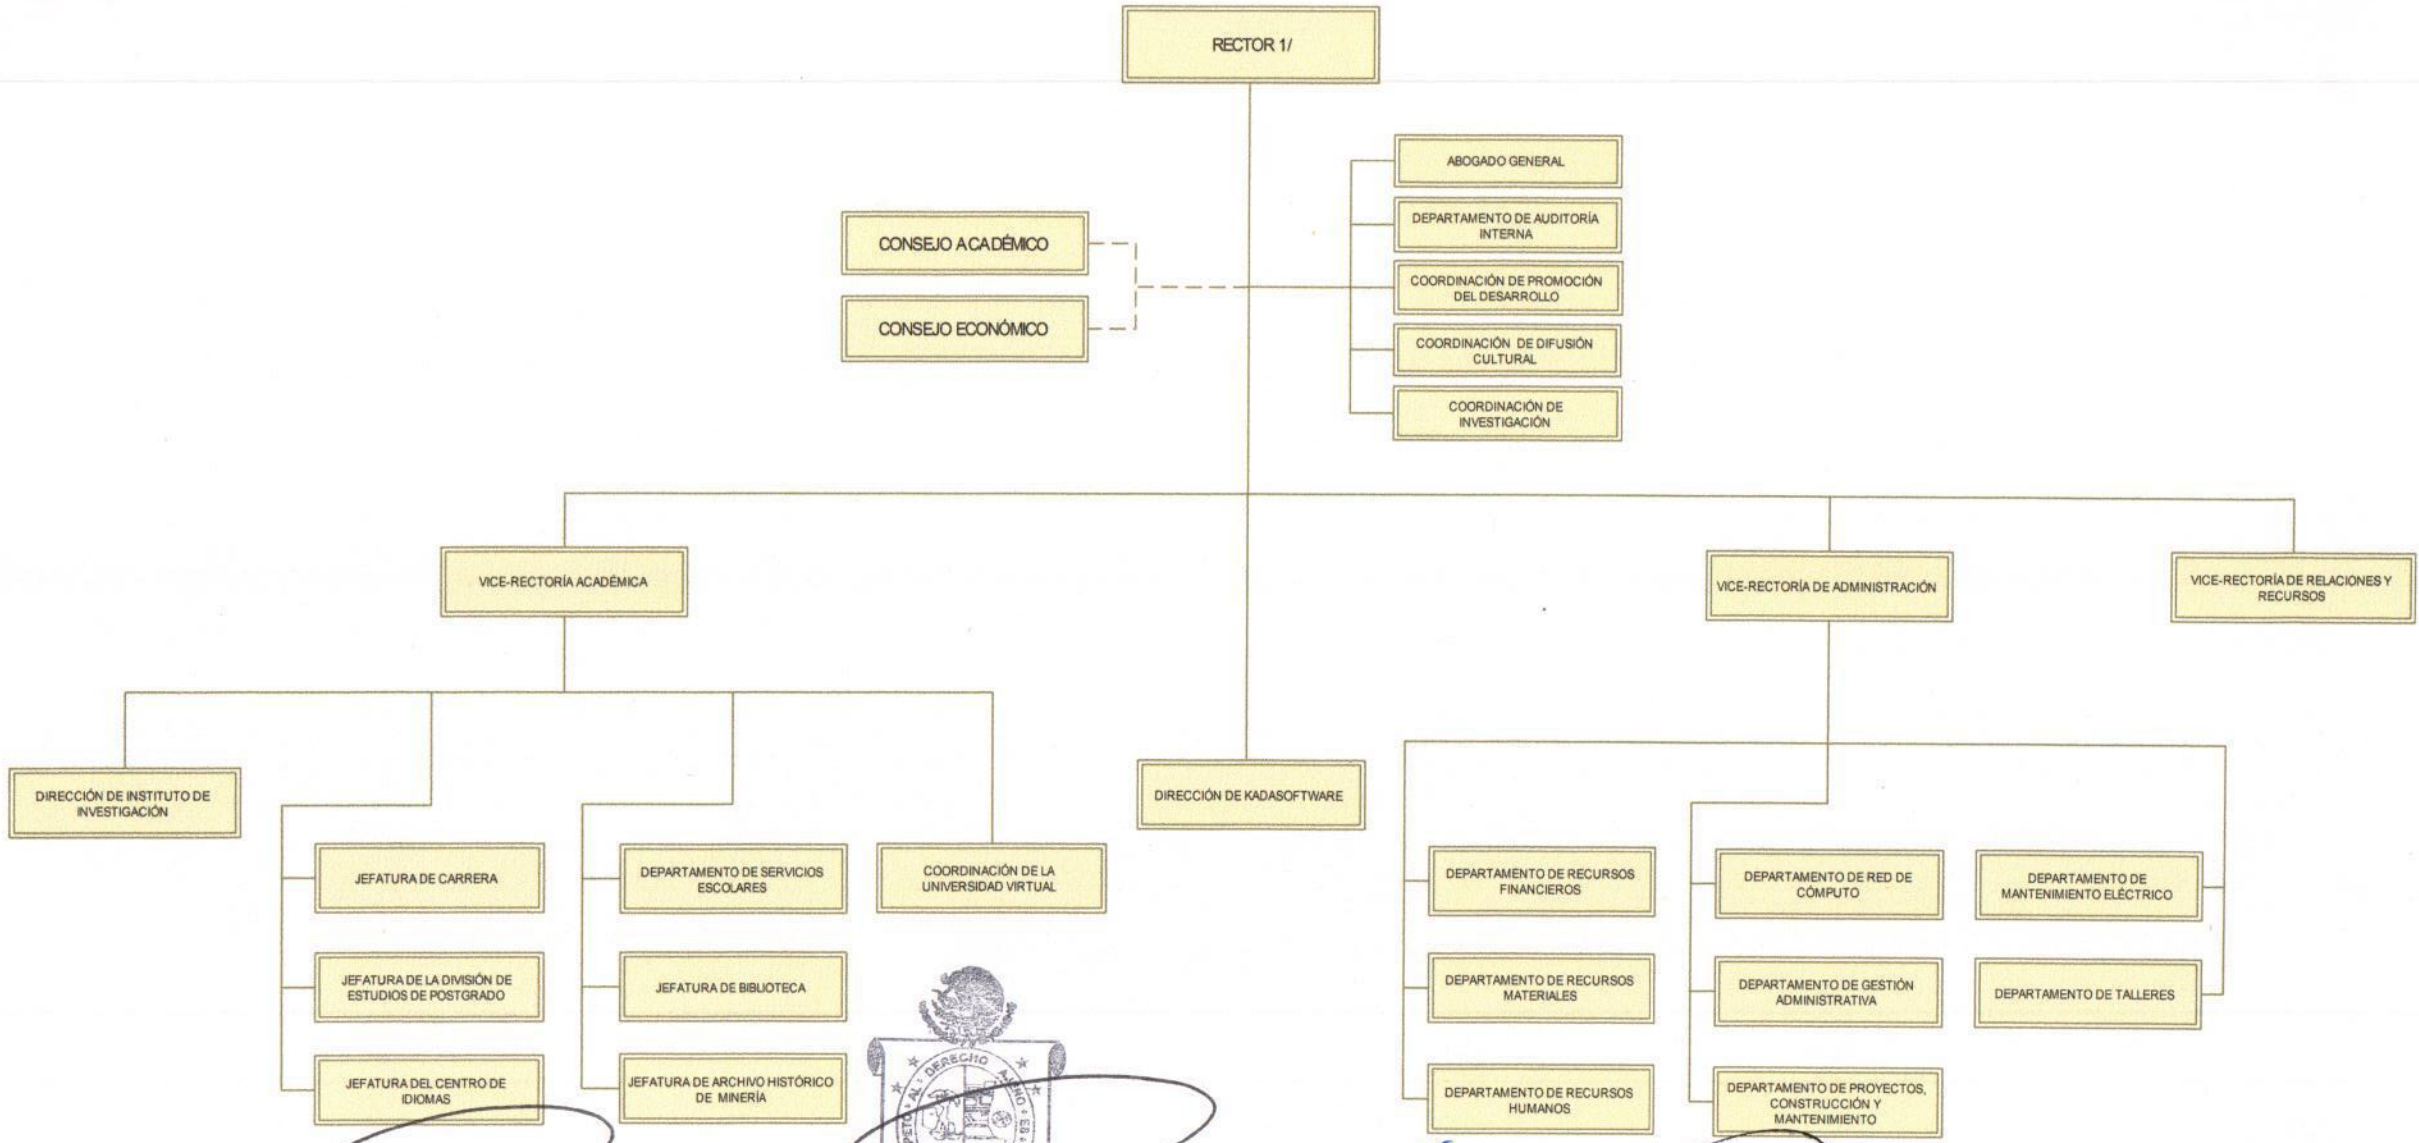 RECTOR 1/
ABOGADO GENERAL
DEPARTAMENTO DE AUDITORÍA
INTERNA
CONSEJO ACADÉMICO
COORDINACIÓN DE PROMOCIÓN
DEL DESARROLLO
CONSEJO ECONÓMICO
COORDINACIÓN DE DIFUSIÓN
CULTURAL
COORDINACIÓN DE
INVESTIGACIÓN
VICE-RECTORÍA ACADÉMICA
VICE-RECTORÍA DE ADMINISTRACIÓN
VICE-RECTORÍA DE RELACIONES Y
RECURSOS
DIRECCIÓN DE INSTITUTO DE
INVESTIGACIÓN
DIRECCIÓN DE KADASOFTWARE
JEFATURA DE CARRERA
DEPARTAMENTO DE SERVICIOS
ESCOLARES
COORDINACIÓN DE LA
UNIVERSIDAD VIRTUAL
DEPARTAMENTO DE RECURSOS
FINANCIEROS
DEPARTAMENTO DE RED DE
CÓMPUTO
DEPARTAMENTO DE
MANTENIMIENTO ELÉCTRICO
JEFATURA DE LA DIVISIÓN DE
ESTUDIOS DE POSTGRADO
JEFATURA DE BIBLIOTECA
DEPARTAMENTO DE RECURSOS
MATERIALES
DEPARTAMENTO DE GESTIÓN
ADMINISTRATIVA
DEPARTAMENTO DE TALLERES
JEFATURA DEL CENTRO DE
IDIOMAS
JEFATURA DE ARCHIVO HISTÓRICO
DE MINERÍA
AL DERECHO AJENO
DEPARTAMENTO DE RECURSOS
HUMANOS
DEPARTAMENTO DE PROYECTOS,
CONSTRUCCIÓN Y
MANTENIMIENTO